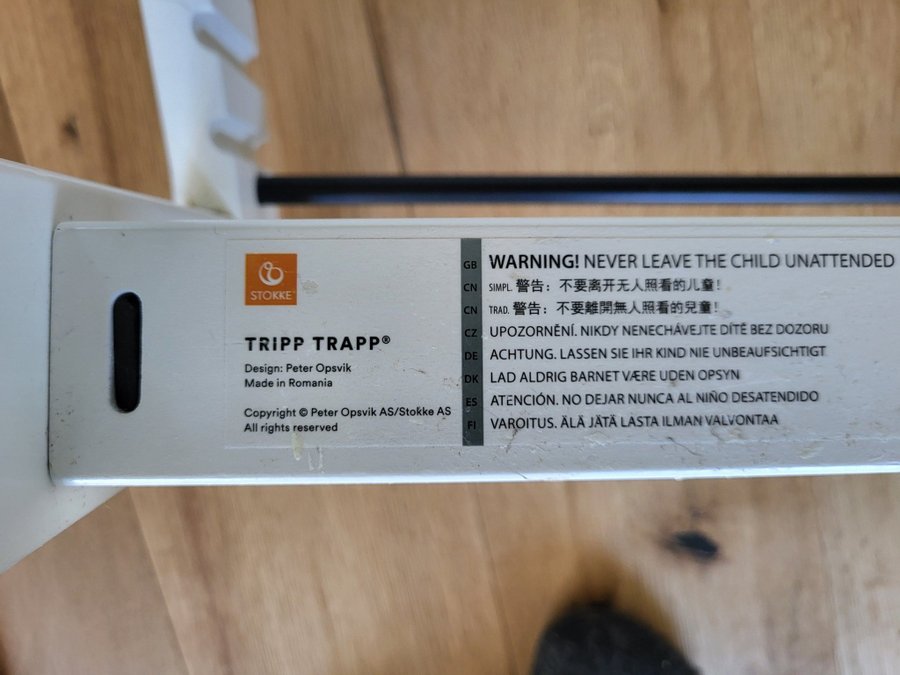 STOKKE
TRIPP TRAPP®
Design: Peter Opsvik
Made in Romania
Copyright © Peter Opsvik AS/Stokke AS
All rights reserved
GB WARNING! NEVER LEAVE THE CHILD UNATTENDED
CN SIMPL. 警告：不要离开无人照看的儿童！
CN TRAD. 警告：不要離開無人照看的兒童！
CZ UPOZORNĚNÍ. NIKDY NENECHÁVEJTE DÍTĚ BEZ DOZORU
DE ACHTUNG. LASSEN SIE IHR KIND NIE UNBEAUFSICHTIGT
DK LAD ALDRIG BARNET VÆRE UDEN OPSYN
ES ATENCIÓN. NO DEJAR NUNCA AL NIÑO DESATENDIDO
FI VAROITUS. ÄLÄ JÄTÄ LASTA ILMAN VALVONTAA